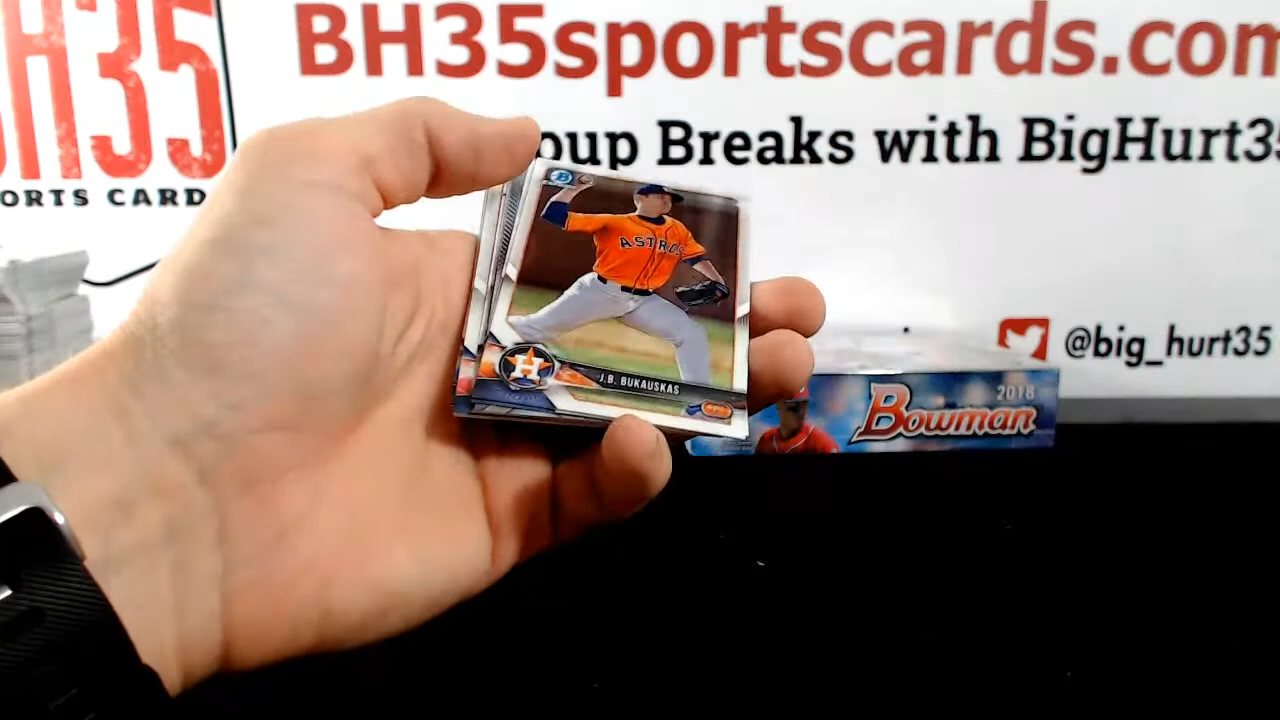 BH35sportscards.com
oup Breaks with BigHurt35
H35
ORTS CARD
@big_hurt35
ASTROS
H
J.B. BUKAUSKAS
2018
Bowman